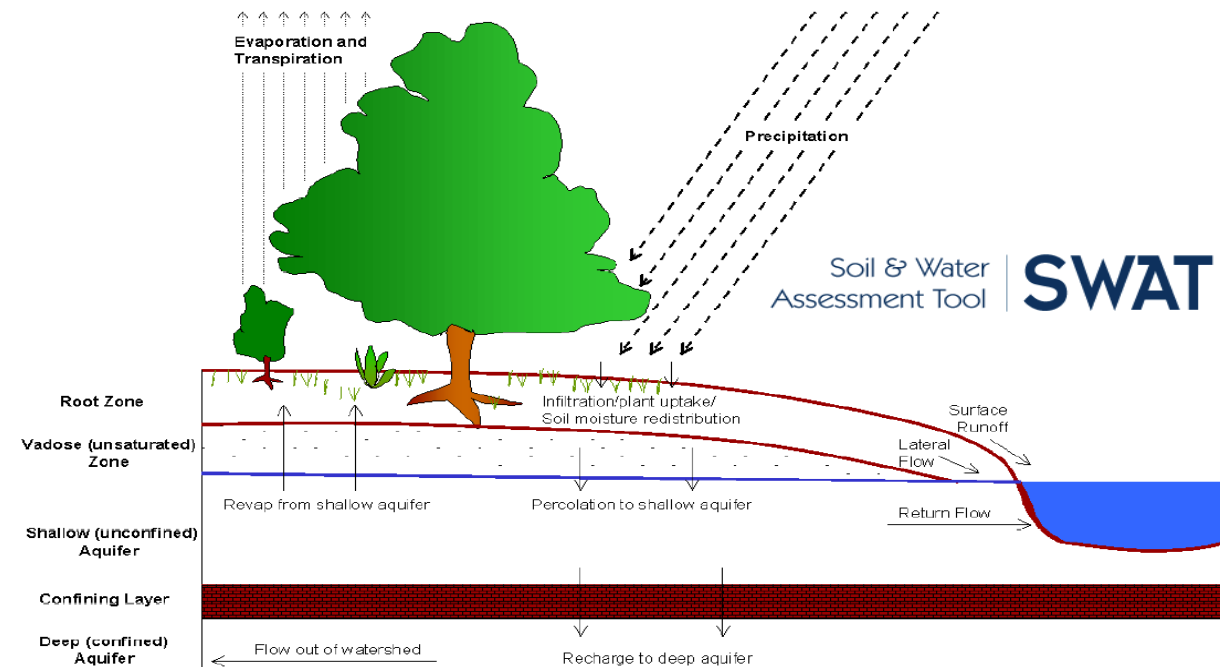 Evaporation and
Transpiration
Precipitation
Soil & Water
Assessment Tool
SWAT
Root Zone
Infiltration/plant uptake/
Soil moisture redistribution
Surface
Runoff
Lateral
Flow
Vadose (unsaturated)
Zone
Revap from shallow aquifer
Percolation to shallow aquifer
Return Flow
Shallow (unconfined)
Aquifer
Confining Layer
Deep (confined)
Aquifer
Flow out of watershed
Recharge to deep aquifer